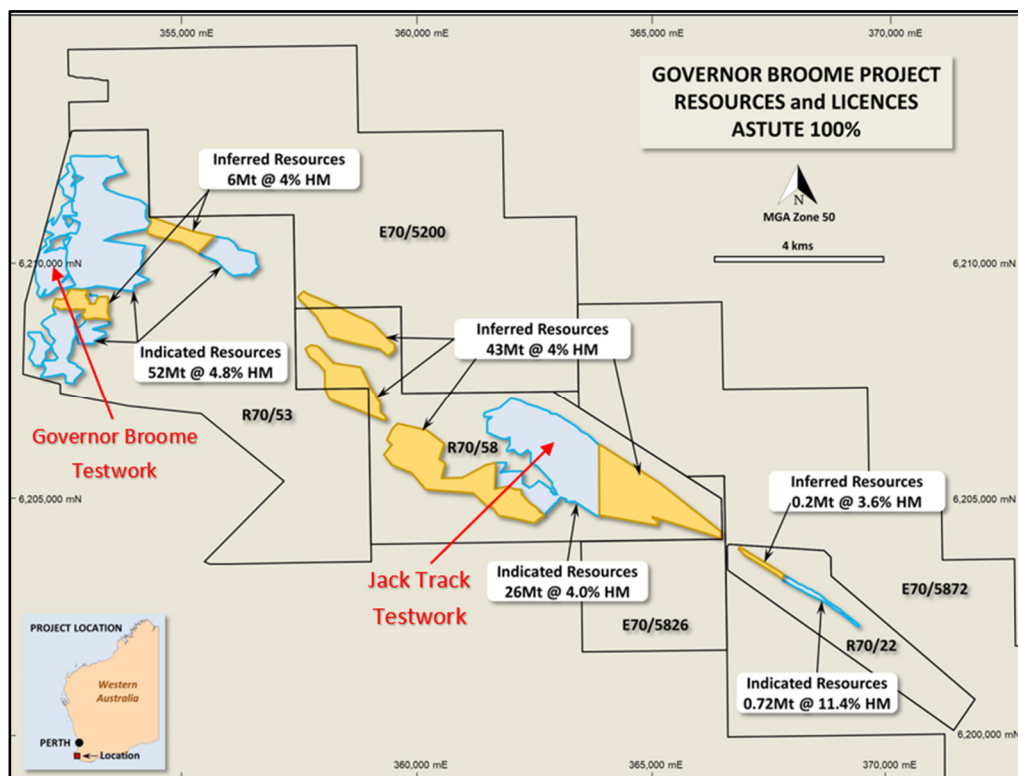 355,000 mE
360,000 mE
365,000 mE
370,000 mE
GOVERNOR BROOME PROJECT
RESOURCES and LICENCES
ASTUTE 100%
N
MGA Zone 50
4 kms
Inferred Resources
6Mt @ 4% HM
E70/5200
6,210,000 mN
6,210,000 mN
Inferred Resources
43Mt @ 4% HM
Indicated Resources
52Mt @ 4.8% HM
R70/53
Governor Broome
Testwork
R70/58
6,205,000 mN
6,205,000 mN
Inferred Resources
0.2Mt @ 3.6% HM
Jack Track
Testwork
Indicated Resources
26Mt @ 4.0% HM
E70/5872
E70/5826
R70/22
PROJECT LOCATION
Western
Australia
PERTH
Location
Indicated Resources
0.72Mt @ 11.4% HM
6,200,000 mN
360,000 mE
365,000 mE
370,000 mE